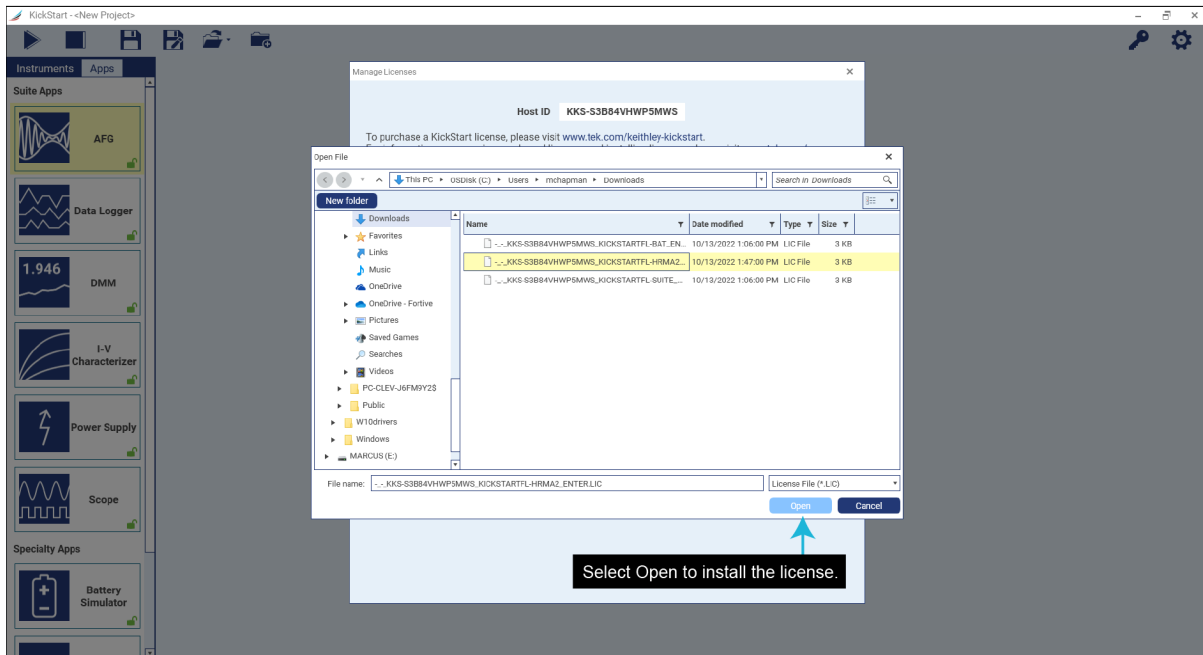 KickStart - <New Project>
Instruments Apps
Suite Apps
AFG
Data Logger
1.946
DMM
I-V
Characterizer
Power Supply
Scope
Specialty Apps
Battery
Simulator
Manage Licenses
Host ID KKS-S3B84VHWP5MWS
To purchase a KickStart license, please visit www.tek.com/keithley-kickstart.
Open File
This PC OSDisk (C:) Users mchapman Downloads
Search in Downloads
New folder
Downloads
Favorites
Links
Music
OneDrive
OneDrive - Fortive
Pictures
Saved Games
Searches
Videos
PC-CLEV-J6FM9Y2$
Public
W10drivers
Windows
MARCUS (E:)
Name Date modified Type Size
-_-_KKS-S3B84VHWP5MWS_KICKSTARTFL-BAT_EN... 10/13/2022 1:06:00 PM LIC File 3 KB
-_-_KKS-S3B84VHWP5MWS_KICKSTARTFL-HRMA2... 10/13/2022 1:47:00 PM LIC File 3 KB
-_-_KKS-S3B84VHWP5MWS_KICKSTARTFL-SUITE_... 10/13/2022 1:06:00 PM LIC File 3 KB
File name: -_-_KKS-S3B84VHWP5MWS_KICKSTARTFL-HRMA2_ENTER.LIC License File (*.LIC)
Open Cancel
Select Open to install the license.